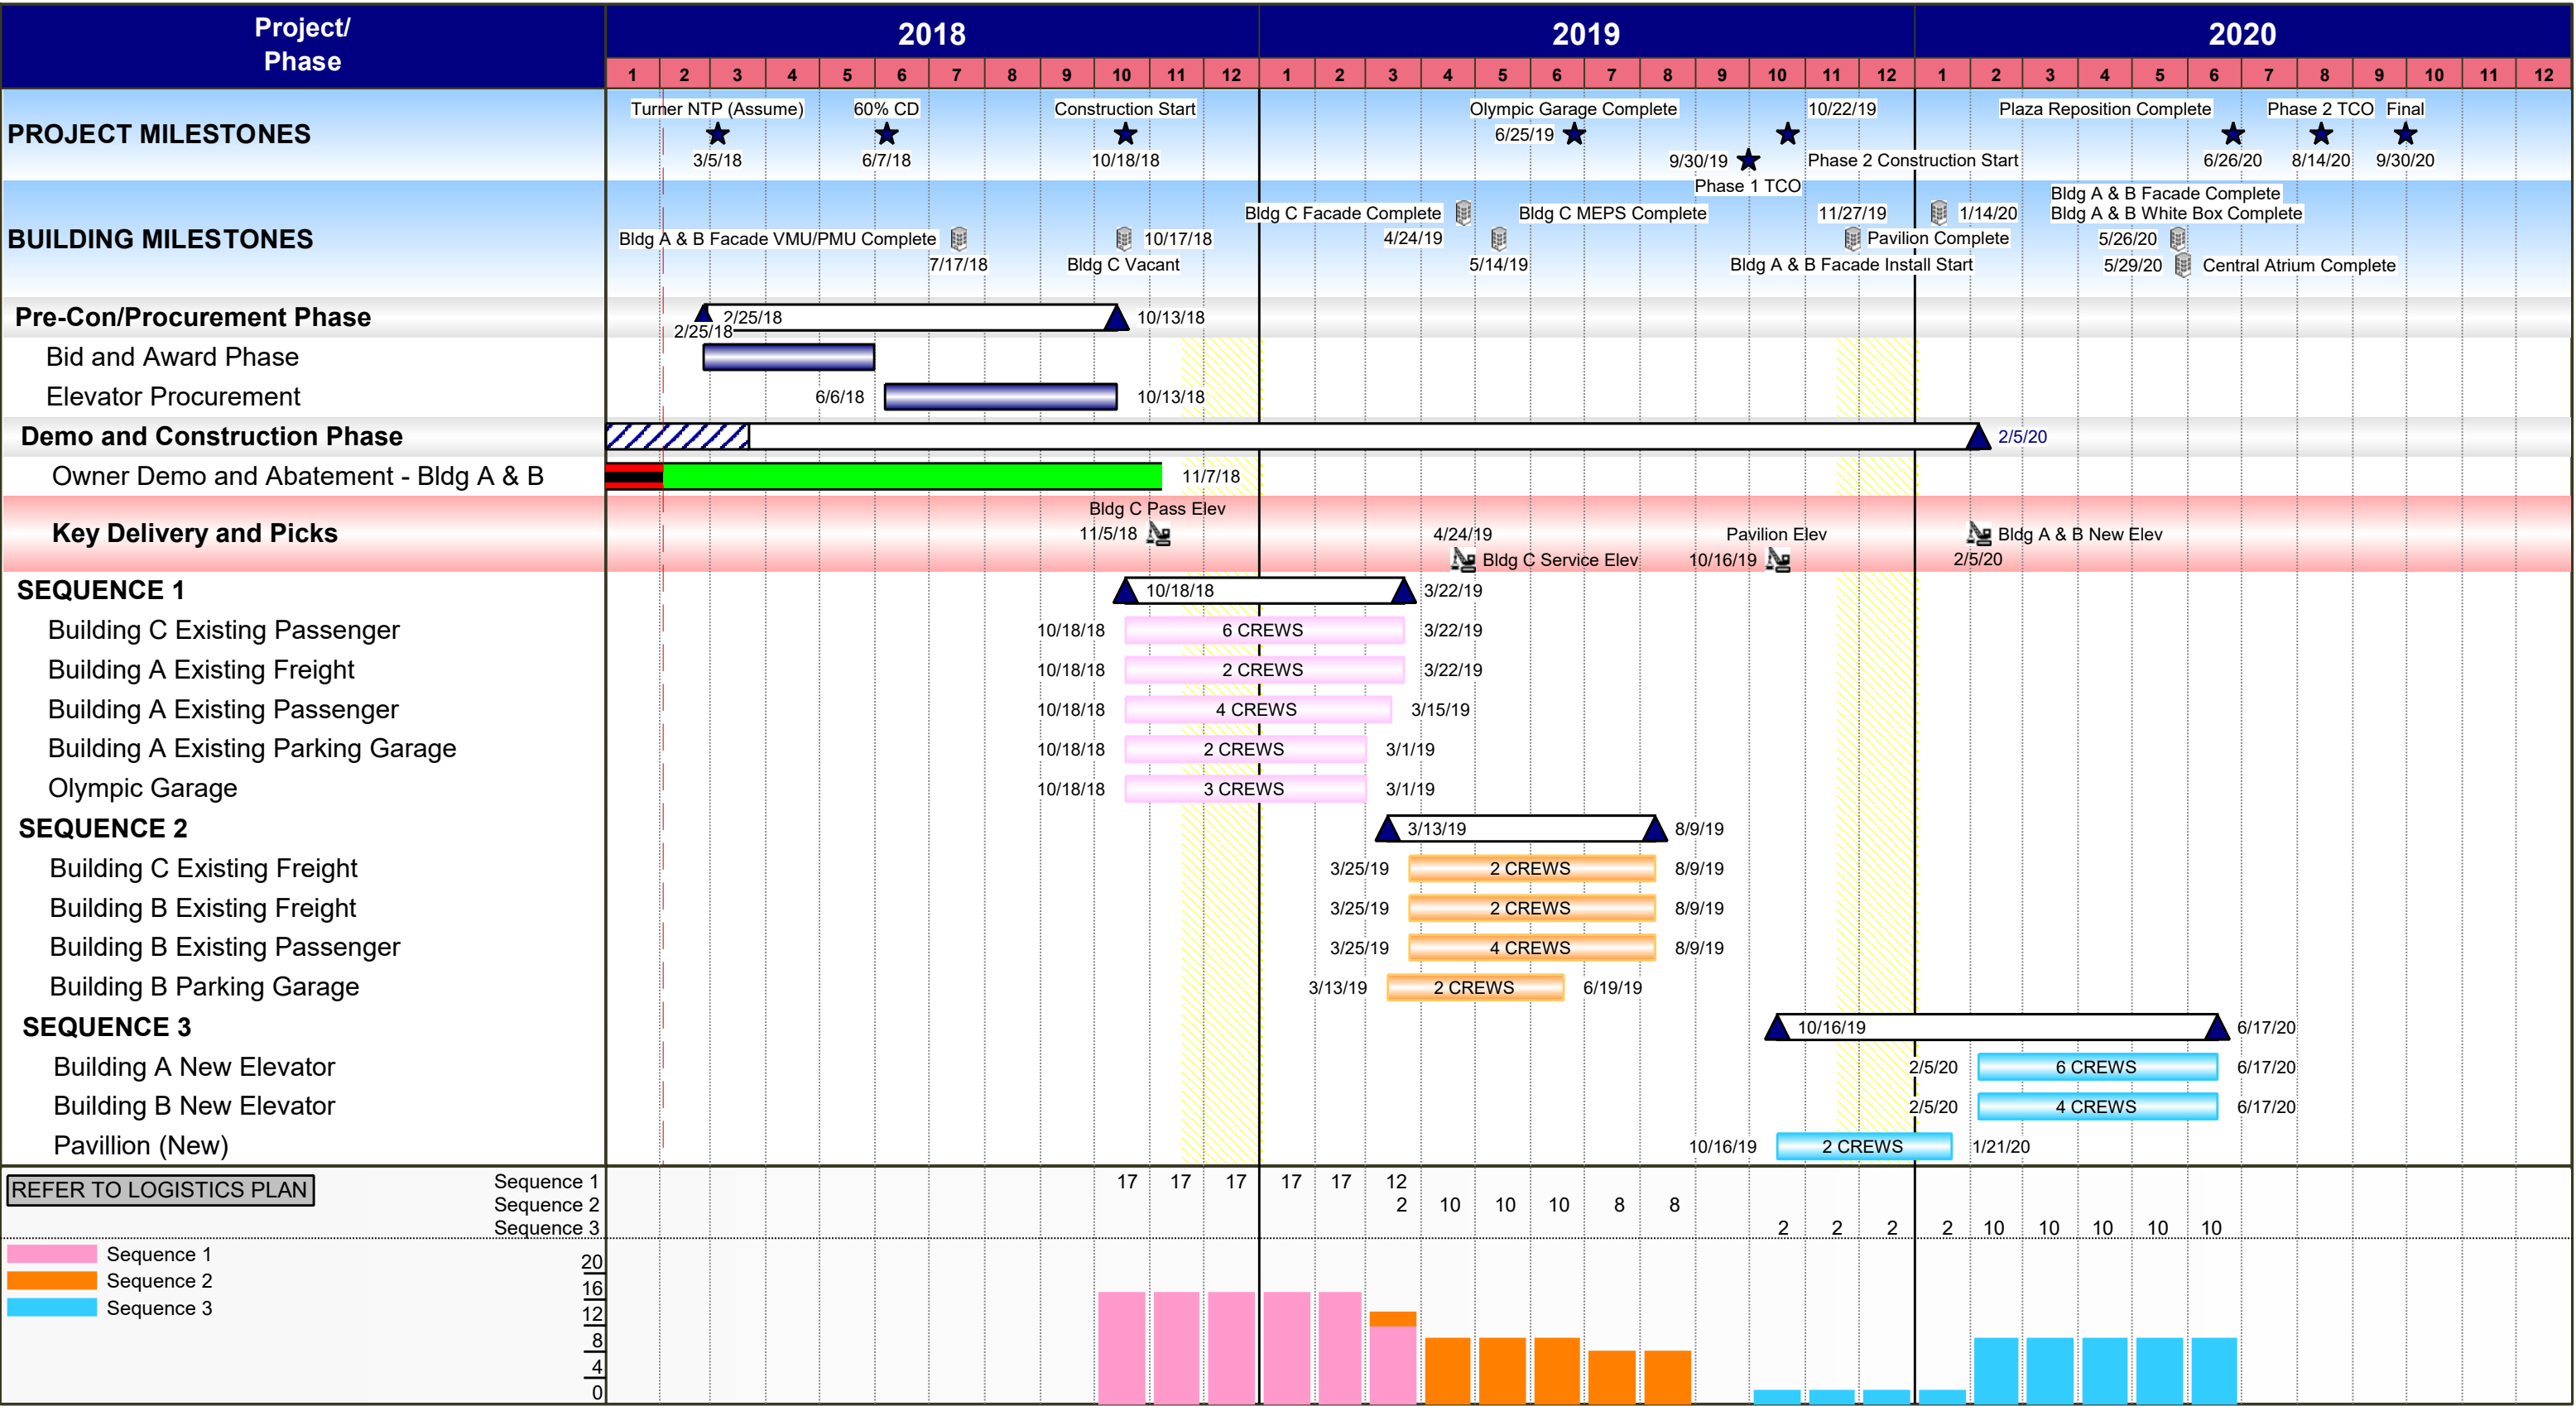 Project/
Phase
2018 2019 2020
1 2 3 4 5 6 7 8 9 10 11 12 1 2 3 4 5 6 7 8 9 10 11 12 1 2 3 4 5 6 7 8 9 10 11 12
PROJECT MILESTONES
Turner NTP (Assume) 60% CD Construction Start Olympic Garage Complete 10/22/19 Plaza Reposition Complete Phase 2 TCO Final
6/25/19
3/5/18 6/7/18 10/18/18 9/30/19 Phase 2 Construction Start 6/26/20 8/14/20 9/30/20
Phase 1 TCO
BUILDING MILESTONES
Bldg A & B Facade Complete
Bldg C Facade Complete Bldg C MEPS Complete 11/27/19 1/14/20 Bldg A & B White Box Complete
Bldg A & B Facade VMU/PMU Complete 10/17/18 4/24/19 Pavilion Complete 5/26/20
7/17/18 Bldg C Vacant 5/14/19 Bldg A & B Facade Install Start 5/29/20 Central Atrium Complete
Pre-Con/Procurement Phase 2/25/18 10/13/18
2/25/18
Bid and Award Phase
Elevator Procurement 6/6/18 10/13/18
Demo and Construction Phase 2/5/20
Owner Demo and Abatement - Bldg A & B 11/7/18
Key Delivery and Picks
Bldg C Pass Elev
11/5/18 4/24/19 Pavilion Elev Bldg A & B New Elev
Bldg C Service Elev 10/16/19 2/5/20
SEQUENCE 1 10/18/18 3/22/19
Building C Existing Passenger 10/18/18 6 CREWS 3/22/19
Building A Existing Freight 10/18/18 2 CREWS 3/22/19
Building A Existing Passenger 10/18/18 4 CREWS 3/15/19
Building A Existing Parking Garage 10/18/18 2 CREWS 3/1/19
Olympic Garage 10/18/18 3 CREWS 3/1/19
SEQUENCE 2 3/13/19 8/9/19
Building C Existing Freight 3/25/19 2 CREWS 8/9/19
Building B Existing Freight 3/25/19 2 CREWS 8/9/19
Building B Existing Passenger 3/25/19 4 CREWS 8/9/19
Building B Parking Garage 3/13/19 2 CREWS 6/19/19
SEQUENCE 3 10/16/19 6/17/20
Building A New Elevator 2/5/20 6 CREWS 6/17/20
Building B New Elevator 2/5/20 4 CREWS 6/17/20
Pavillion (New) 10/16/19 2 CREWS 1/21/20
REFER TO LOGISTICS PLAN
Sequence 1 17 17 17 17 17 12
Sequence 2 2 10 10 10 8 8
Sequence 3 2 2 2 2 10 10 10 10 10
Sequence 1
Sequence 2
Sequence 3
20
16
12
8
4
0